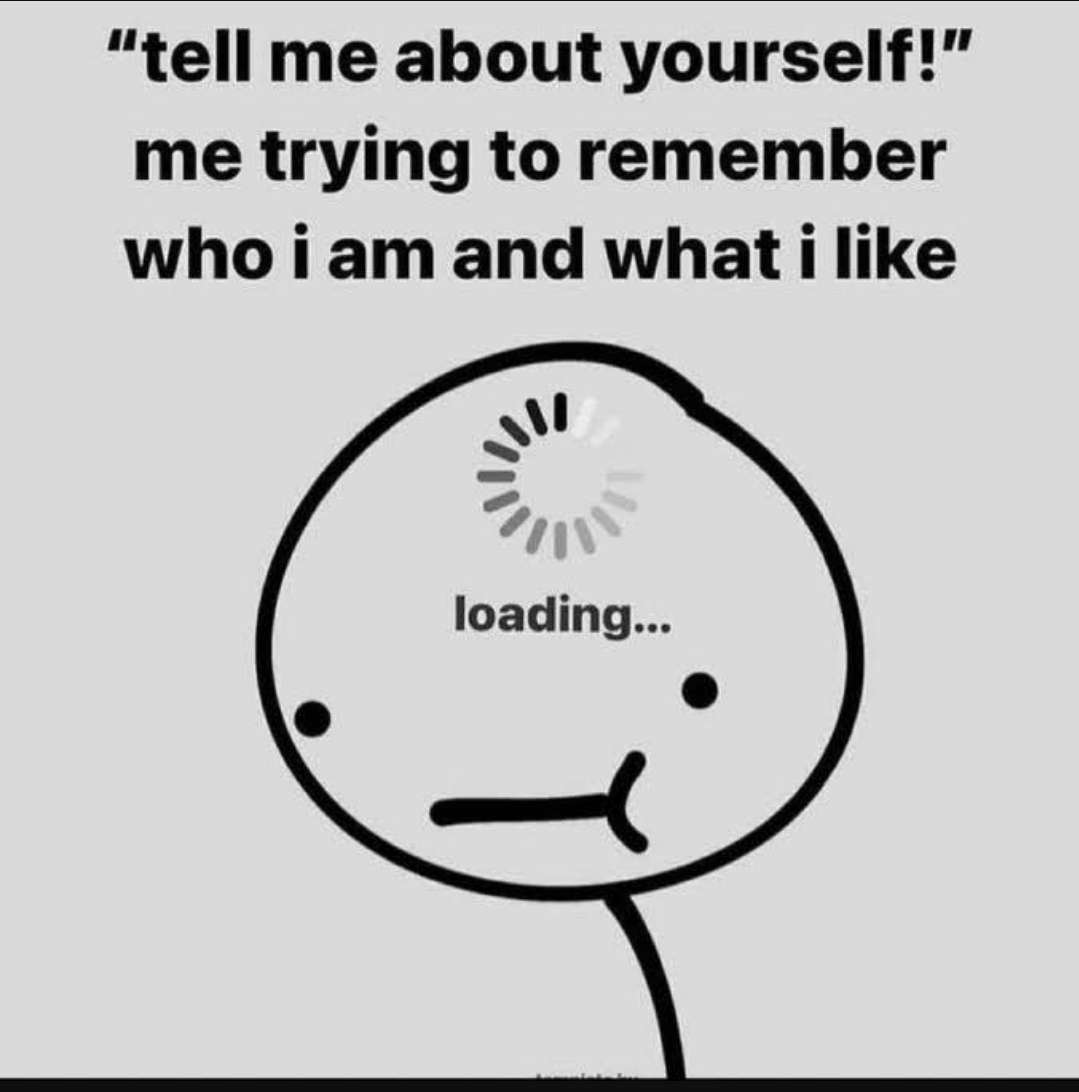 “tell me about yourself!”
me trying to remember
who i am and what i like
loading...